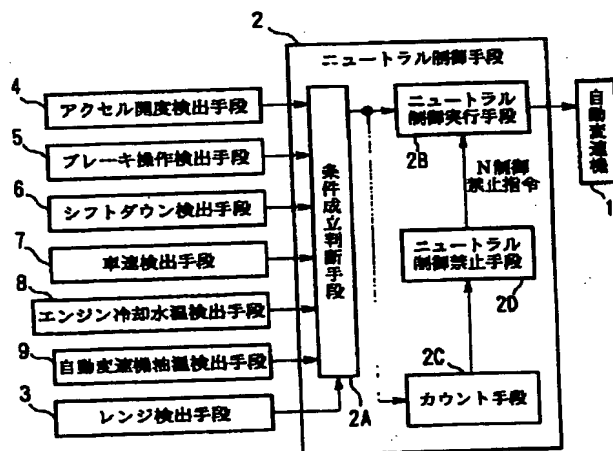 2
ニュートラル制御手段
4
アクセル開度検出手段
5
ブレーキ操作検出手段
6
シフトダウン検出手段
7
車速検出手段
8
エンジン冷却水温検出手段
9
自動変速機油温検出手段
3
レンジ検出手段
条件成立判断手段
2A
ニュートラル
制御実行手段
2B
N制御
禁止指令
ニュートラル
制御禁止手段
2D
2C
カウント手段
自動変速機
1